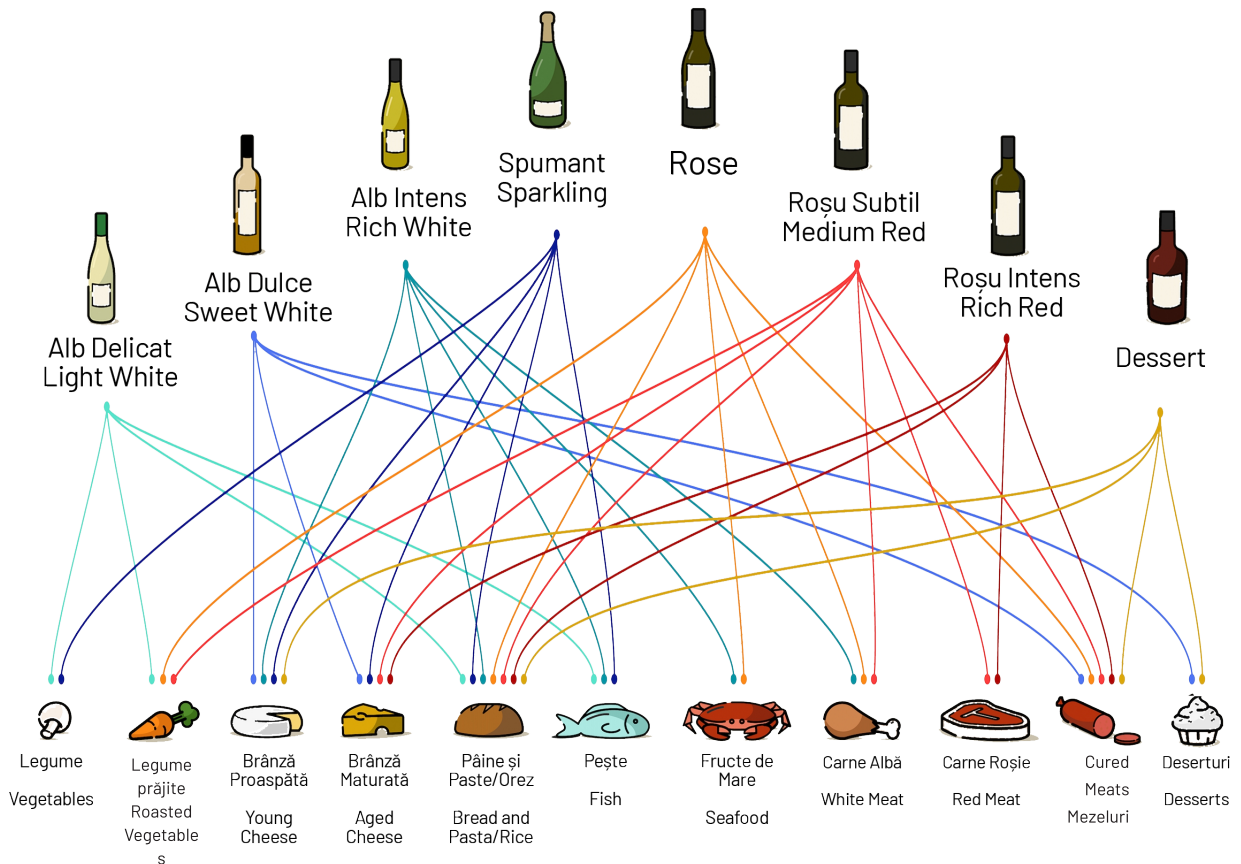 Spumant
Sparkling
Rose
Alb Intens
Rich White
Roșu Subtil
Medium Red
Alb Dulce
Sweet White
Roșu Intens
Rich Red
Alb Delicat
Light White
Dessert
Legume
Vegetables
Legume
prăjite
Roasted
Vegetable
s
Brânză
Proaspătă
Young
Cheese
Brânză
Maturată
Aged
Cheese
Pâine și
Paste/Orez
Bread and
Pasta/Rice
Pește
Fish
Fructe de
Mare
Seafood
Carne Albă
White Meat
Carne Roșie
Red Meat
Cured
Meats
Mezeluri
Deserturi
Desserts